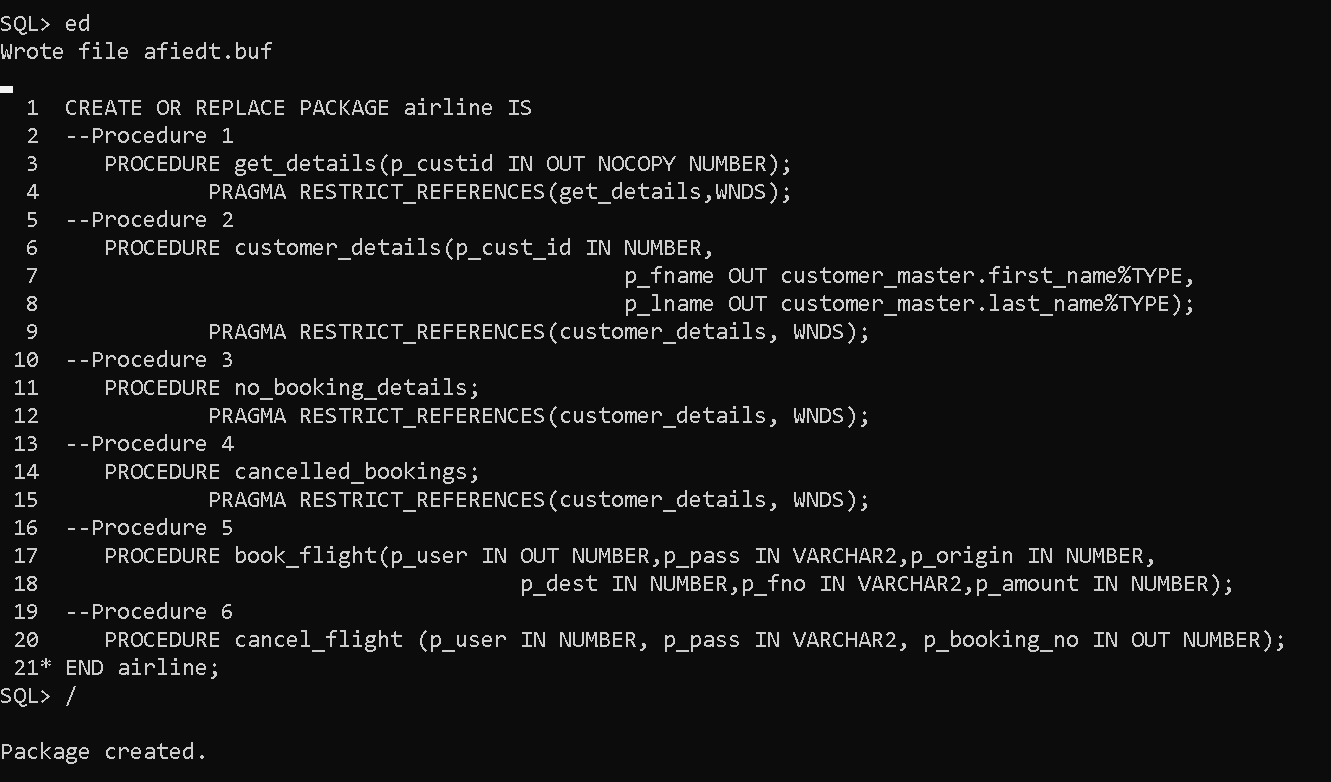 SQL> ed
Wrote file afiedt.buf
1 CREATE OR REPLACE PACKAGE airline IS
2 --Procedure 1
3 PROCEDURE get_details(p_custid IN OUT NOCOPY NUMBER);
4 PRAGMA RESTRICT_REFERENCES(get_details,WNDS);
5 --Procedure 2
6 PROCEDURE customer_details(p_cust_id IN NUMBER,
7 p_fname OUT customer_master.first_name%TYPE,
8 p_lname OUT customer_master.last_name%TYPE);
9 PRAGMA RESTRICT_REFERENCES(customer_details, WNDS);
10 --Procedure 3
11 PROCEDURE no_booking_details;
12 PRAGMA RESTRICT_REFERENCES(customer_details, WNDS);
13 --Procedure 4
14 PROCEDURE cancelled_bookings;
15 PRAGMA RESTRICT_REFERENCES(customer_details, WNDS);
16 --Procedure 5
17 PROCEDURE book_flight(p_user IN OUT NUMBER,p_pass IN VARCHAR2,p_origin IN NUMBER,
18 p_dest IN NUMBER,p_fno IN VARCHAR2,p_amount IN NUMBER);
19 --Procedure 6
20 PROCEDURE cancel_flight (p_user IN NUMBER, p_pass IN VARCHAR2, p_booking_no IN OUT NUMBER);
21* END airline;
SQL> /
Package created.